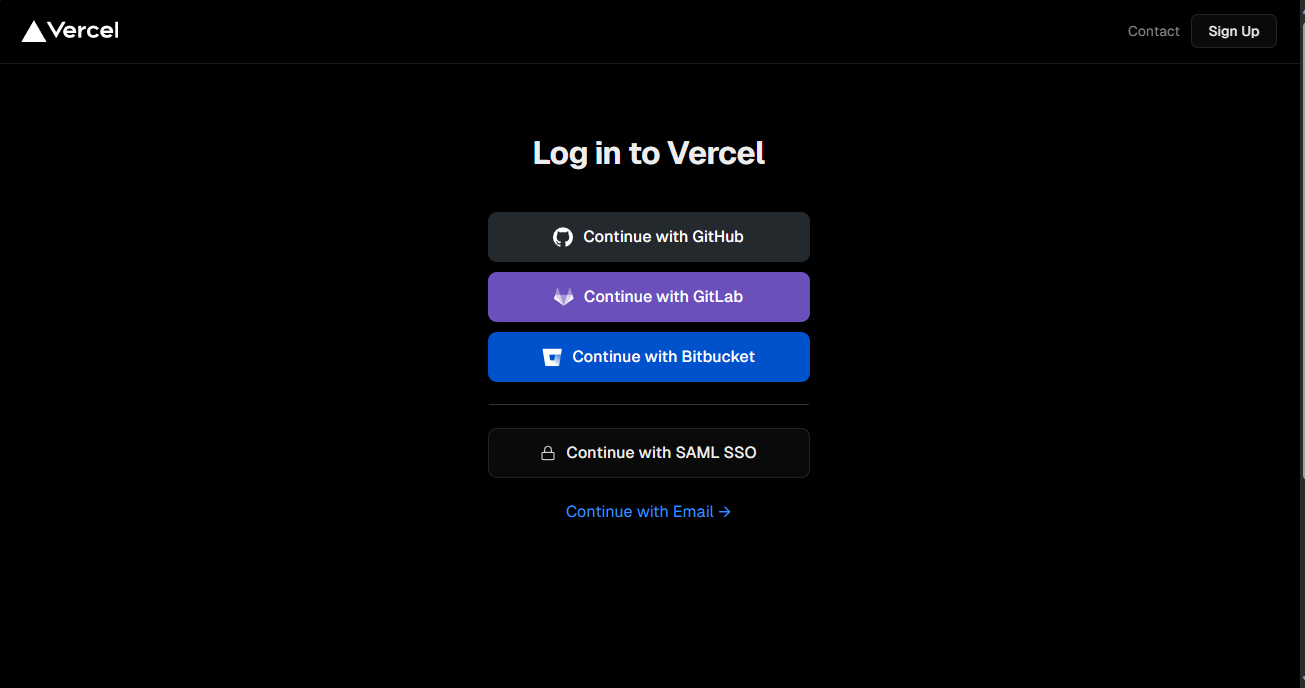 Vercel
Contact
Sign Up
Log in to Vercel
Continue with GitHub
Continue with GitLab
Continue with Bitbucket
Continue with SAML SSO
Continue with Email →